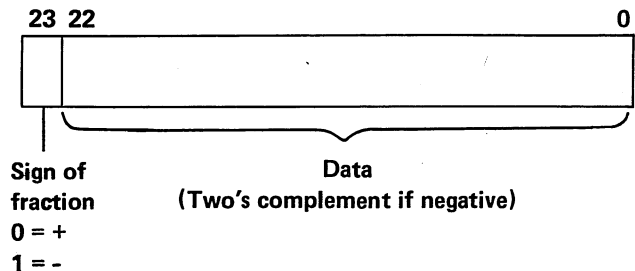 23 22 0
Sign of
fraction
0 = +
1 = -
Data
(Two's complement if negative)